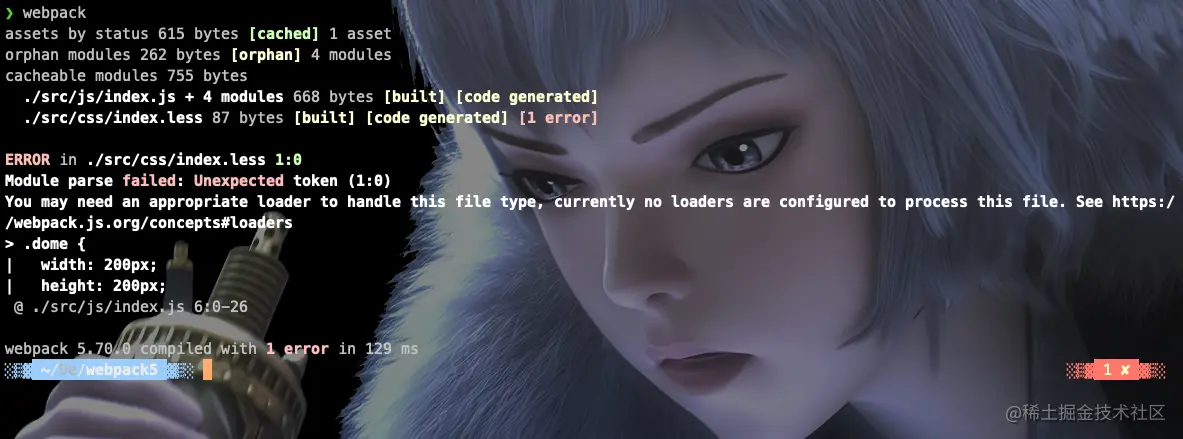 ❯ webpack
assets by status 615 bytes [cached] 1 asset
orphan modules 262 bytes [orphan] 4 modules
cacheable modules 755 bytes
  ./src/js/index.js + 4 modules 668 bytes [built] [code generated]
  ./src/css/index.less 87 bytes [built] [code generated] [1 error]

ERROR in ./src/css/index.less 1:0
Module parse failed: Unexpected token (1:0)
You may need an appropriate loader to handle this file type, currently no loaders are configured to process this file. See https:/
/webpack.js.org/concepts#loaders
> .dome {
|   width: 200px;
|   height: 200px;
 @ ./src/js/index.js 6:0-26

webpack 5.70.0 compiled with 1 error in 129 ms
~/ /webpack5 1 ✘
@稀土掘金技术社区